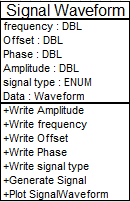 Signal Waveform
frequency : DBL
Offset : DBL
Phase : DBL
Amplitude : DBL
signal type : ENUM
Data : Waveform
+Write Amplitude
+Write frequency
+Write Offset
+Write Phase
+Write signal type
+Generate Signal
+Plot SignalWaveform